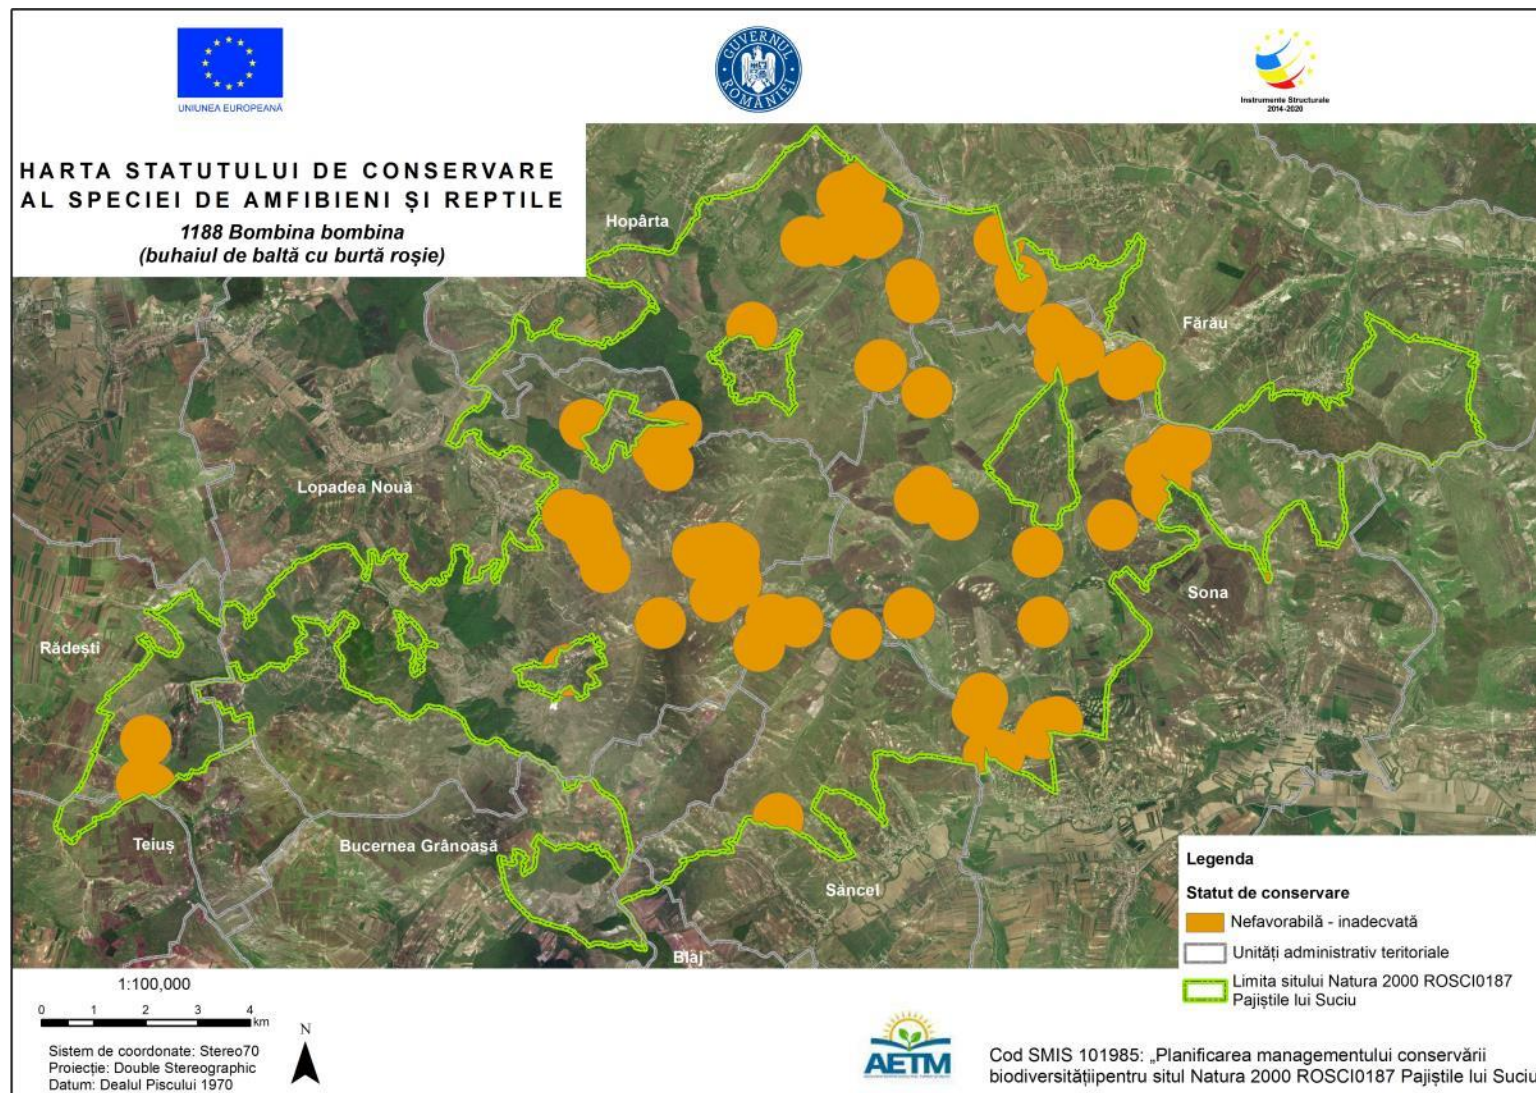 UNIUNEA EUROPEANĂ
GUVERNUL ROMÂNIEI
Instrumente Structurale
2014-2020
HARTA STATUTULUI DE CONSERVARE
AL SPECIEI DE AMFIBIENI ȘI REPTILE
1188 Bombina bombina
(buhaiul de baltă cu burtă roșie)
Hopârta
Fărău
Lopadea Nouă
Sona
Rădești
Teiuș
Bucernea Grânoașă
Sâncel
Blaj
Legenda
Statut de conservare
Nefavorabilă - inadecvată
Unități administrativ teritoriale
Limita sitului Natura 2000 ROSCI0187
Pajiștile lui Suciu
1:100,000
0 1 2 3 4
km
N
Sistem de coordonate: Stereo70
Proiecție: Double Stereographic
Datum: Dealul Piscului 1970
AETM
Cod SMIS 101985: „Planificarea managementului conservării
biodiversitățiipentru situl Natura 2000 ROSCI0187 Pajiștile lui Suciu